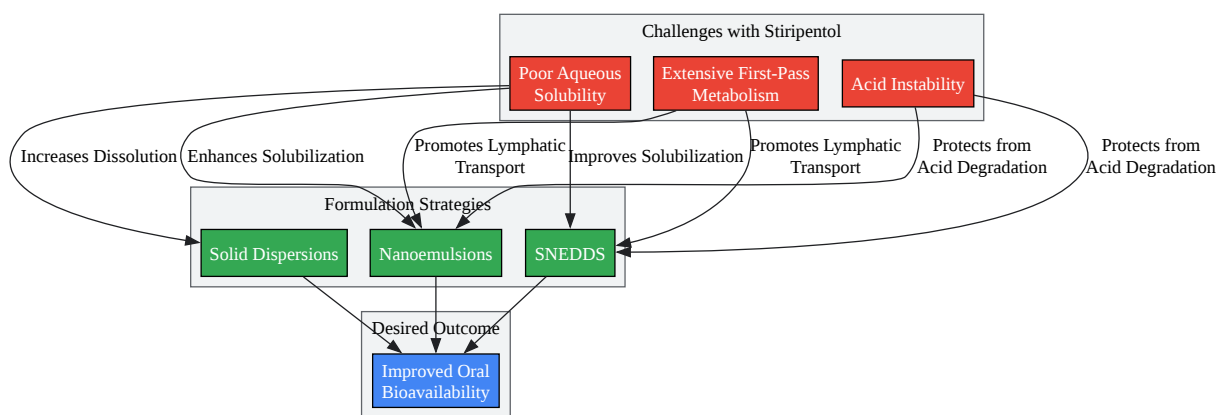 Challenges with Stiripentol
Poor Aqueous
Solubility
Extensive First-Pass
Metabolism
Acid Instability
Increases Dissolution
Enhances Solubilization
Promotes Lymphatic
Transport
Improves Solubilization
Promotes Lymphatic
Transport
Protects from
Acid Degradation
Protects from
Acid Degradation
Formulation Strategies
Solid Dispersions
Nanoemulsions
SNEDDS
Desired Outcome
Improved Oral
Bioavailability